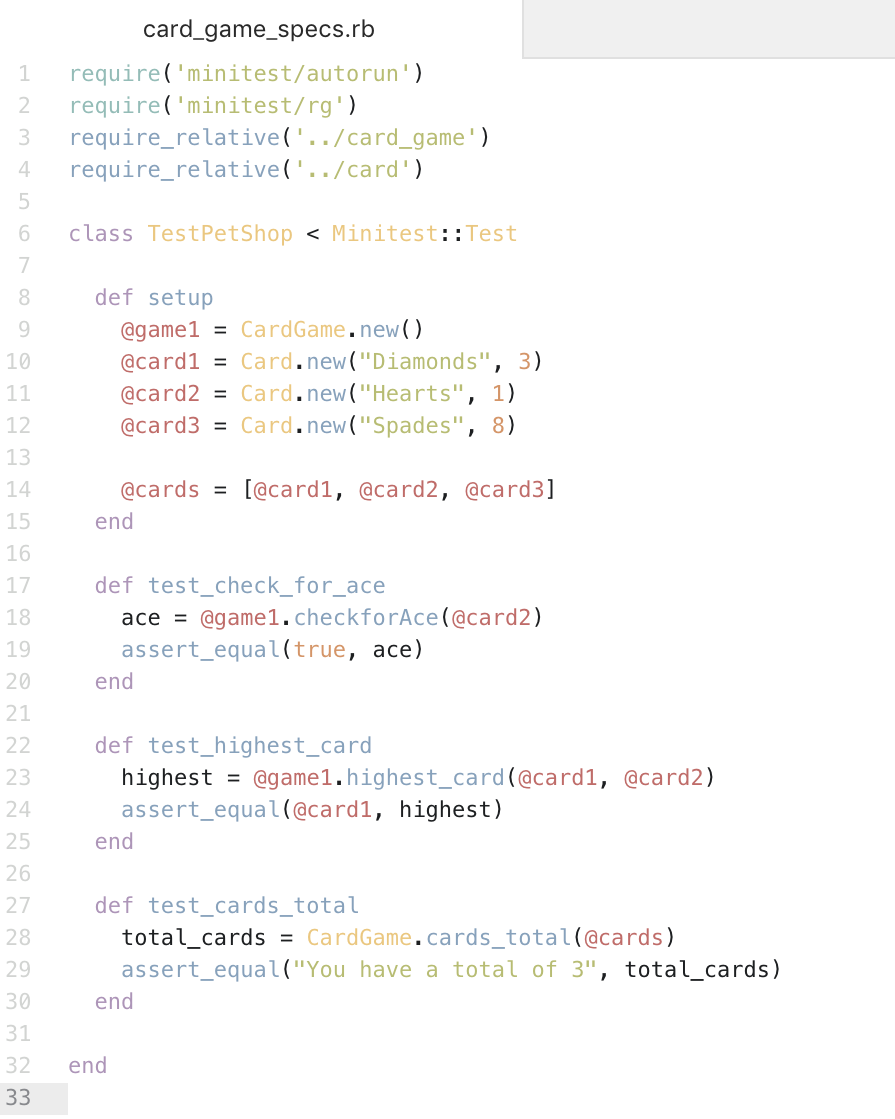 card_game_specs.rb
1 require('minitest/autorun')
2 require('minitest/rg')
3 require_relative('../card_game')
4 require_relative('../card')
5
6 class TestPetShop < Minitest::Test
7
8   def setup
9     @game1 = CardGame.new()
10     @card1 = Card.new("Diamonds", 3)
11     @card2 = Card.new("Hearts", 1)
12     @card3 = Card.new("Spades", 8)
13
14     @cards = [@card1, @card2, @card3]
15   end
16
17   def test_check_for_ace
18     ace = @game1.checkforAce(@card2)
19     assert_equal(true, ace)
20   end
21
22   def test_highest_card
23     highest = @game1.highest_card(@card1, @card2)
24     assert_equal(@card1, highest)
25   end
26
27   def test_cards_total
28     total_cards = CardGame.cards_total(@cards)
29     assert_equal("You have a total of 3", total_cards)
30   end
31
32 end
33